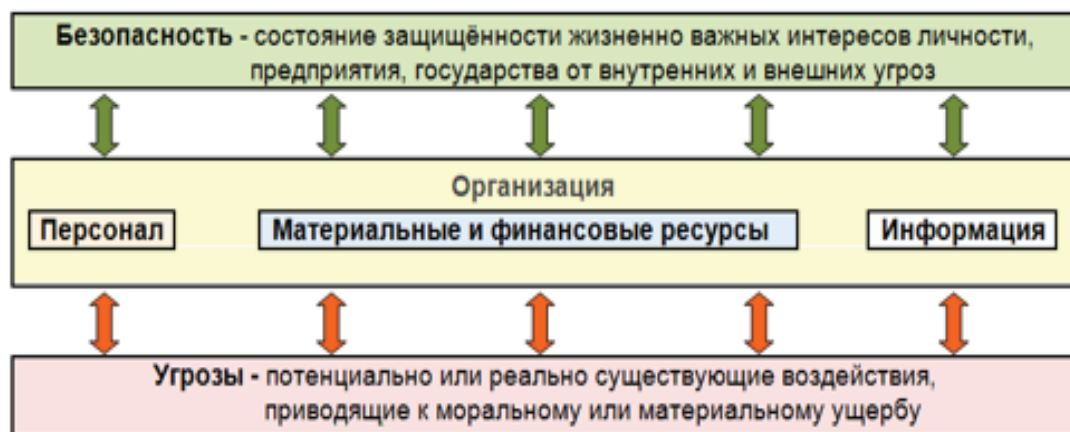 Безопасность - состояние защищённости жизненно важных интересов личности,
предприятия, государства от внутренних и внешних угроз
Организация
Персонал
Материальные и финансовые ресурсы
Информация
Угрозы - потенциально или реально существующие воздействия,
приводящие к моральному или материальному ущербу